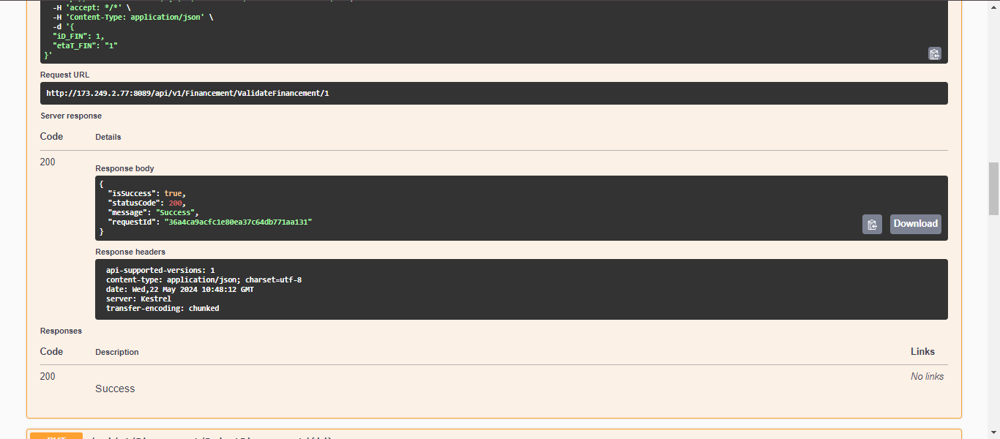 -H 'accept: */*' \
-H 'Content-Type: application/json' \
-d '{
"iD_FIN": 1,
"etaT_FIN": "1"
}'
Request URL
http://173.249.2.77:8089/api/v1/Financement/ValidateFinancement/1
Server response
Code Details
200
Response body
{
"isSuccess": true,
"statusCode": 200,
"message": "Success",
"requestId": "36a4ca9acfc1e80ea37c64db771aa131"
}
Download
Response headers
api-supported-versions: 1
content-type: application/json; charset=utf-8
date: Wed,22 May 2024 10:48:12 GMT
server: Kestrel
transfer-encoding: chunked
Responses
Code Description Links
200 No links
Success